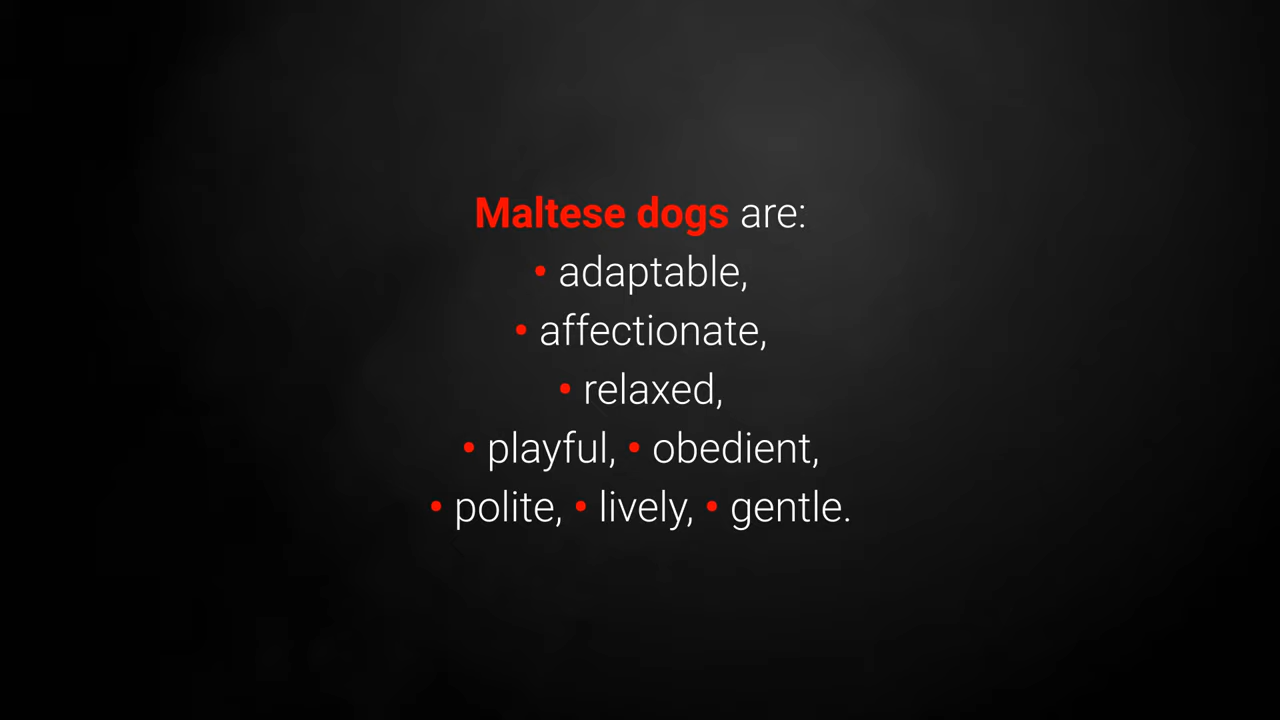 Maltese dogs are:
• adaptable,
• affectionate,
• relaxed,
• playful, • obedient,
• polite, • lively, • gentle.